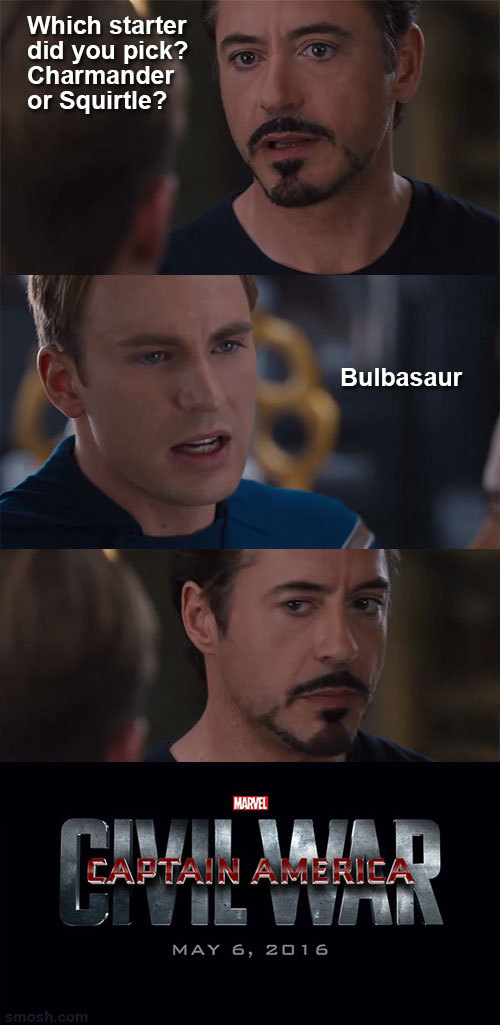 Which starter
did you pick?
Charmander
or Squirtle?
Bulbasaur
MARVEL
CIVIL WAR
CAPTAIN AMERICA
MAY 6, 2016
smosh.com